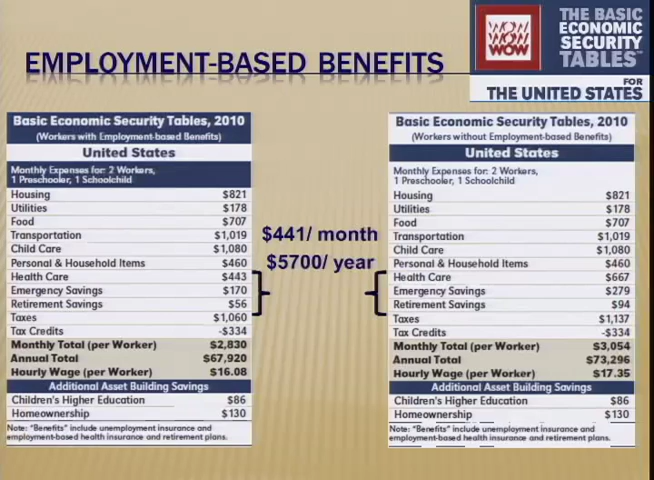 EMPLOYMENT-BASED BENEFITS
WOW
WOW
WOW
THE BASIC
ECONOMIC
SECURITY
TABLES™
FOR
THE UNITED STATES
Basic Economic Security Tables, 2010
(Workers with Employment-based Benefits)
United States
Monthly Expenses for: 2 Workers,
1 Preschooler, 1 Schoolchild
Housing $821
Utilities $178
Food $707
Transportation $1,019
Child Care $1,080
Personal & Household Items $460
Health Care $443
Emergency Savings $170
Retirement Savings $56
Taxes $1,060
Tax Credits -$334
Monthly Total (per Worker) $2,830
Annual Total $67,920
Hourly Wage (per Worker) $16.08
Additional Asset Building Savings
Children's Higher Education $86
Homeownership $130
Note: "Benefits" include unemployment insurance and
employment-based health insurance and retirement plans.
$441/ month
$5700/ year
Basic Economic Security Tables, 2010
(Workers without Employment-based Benefits)
United States
Monthly Expenses for: 2 Workers,
1 Preschooler, 1 Schoolchild
Housing $821
Utilities $178
Food $707
Transportation $1,019
Child Care $1,080
Personal & Household Items $460
Health Care $667
Emergency Savings $279
Retirement Savings $94
Taxes $1,137
Tax Credits -$334
Monthly Total (per Worker) $3,054
Annual Total $73,296
Hourly Wage (per Worker) $17.35
Additional Asset Building Savings
Children's Higher Education $86
Homeownership $130
Note: "Benefits" include unemployment insurance and
employment-based health insurance and retirement plans.